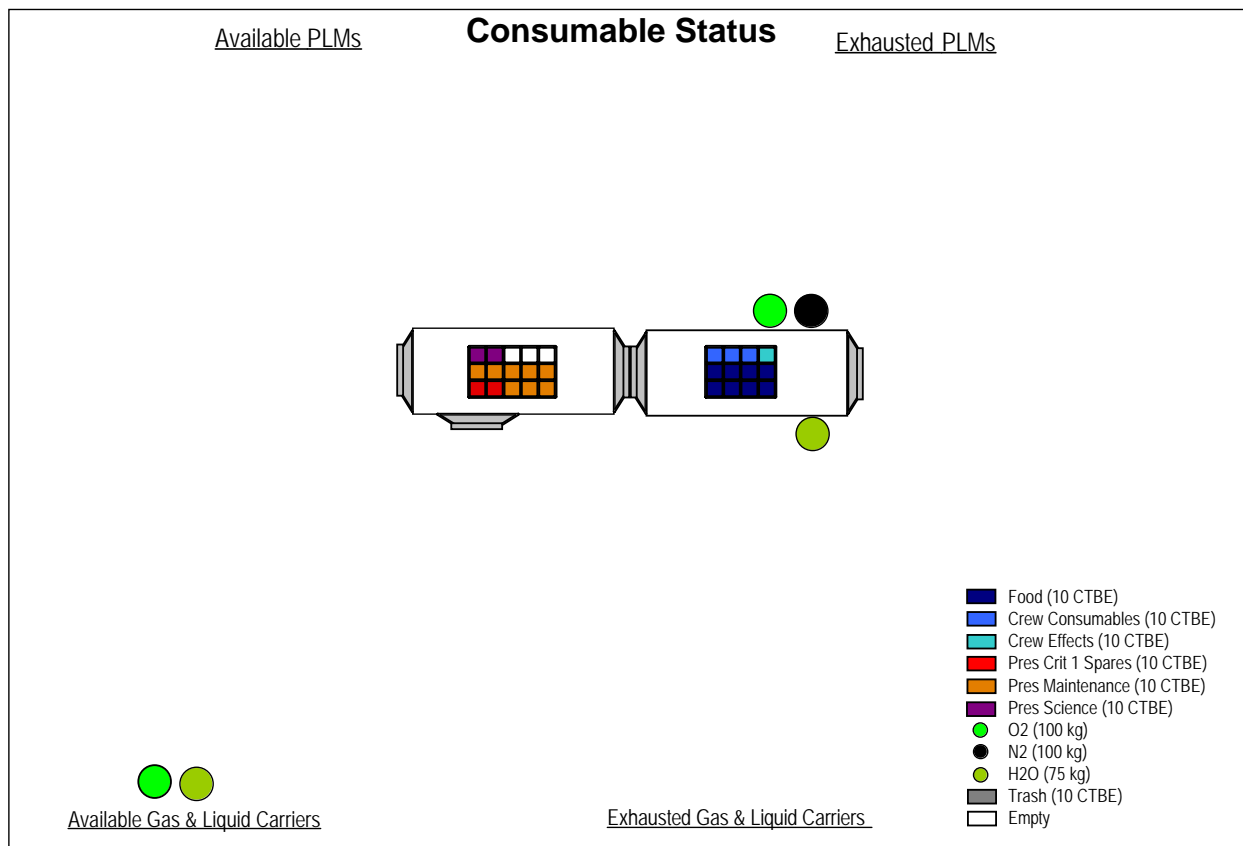 Consumable Status
Available PLMs
Exhausted PLMs
Food (10 CTBE)
Crew Consumables (10 CTBE)
Crew Effects (10 CTBE)
Pres Crit 1 Spares (10 CTBE)
Pres Maintenance (10 CTBE)
Pres Science (10 CTBE)
O2 (100 kg)
N2 (100 kg)
H2O (75 kg)
Trash (10 CTBE)
Empty
Available Gas & Liquid Carriers
Exhausted Gas & Liquid Carriers